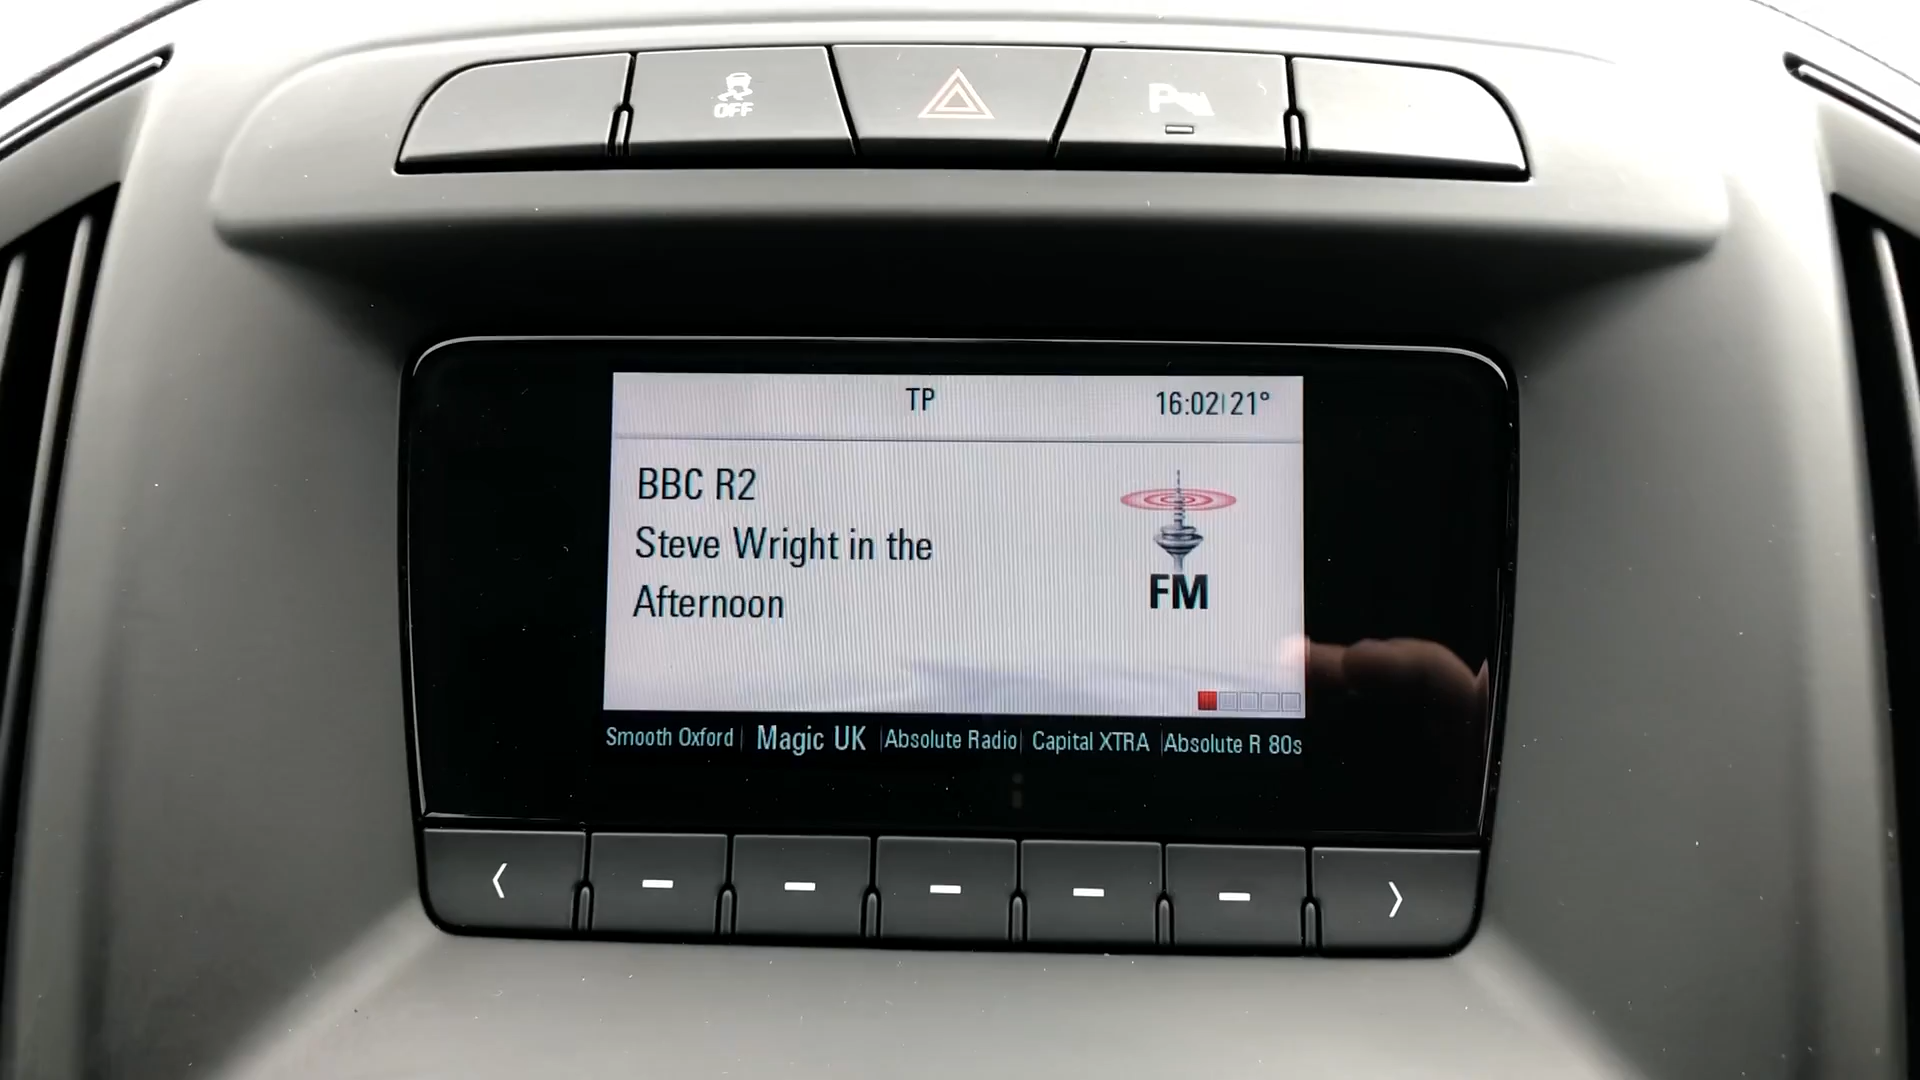 OFF
P
TP
16:02 21°
BBC R2
Steve Wright in the
Afternoon
FM
Smooth Oxford Magic UK Absolute Radio Capital XTRA Absolute R 80s